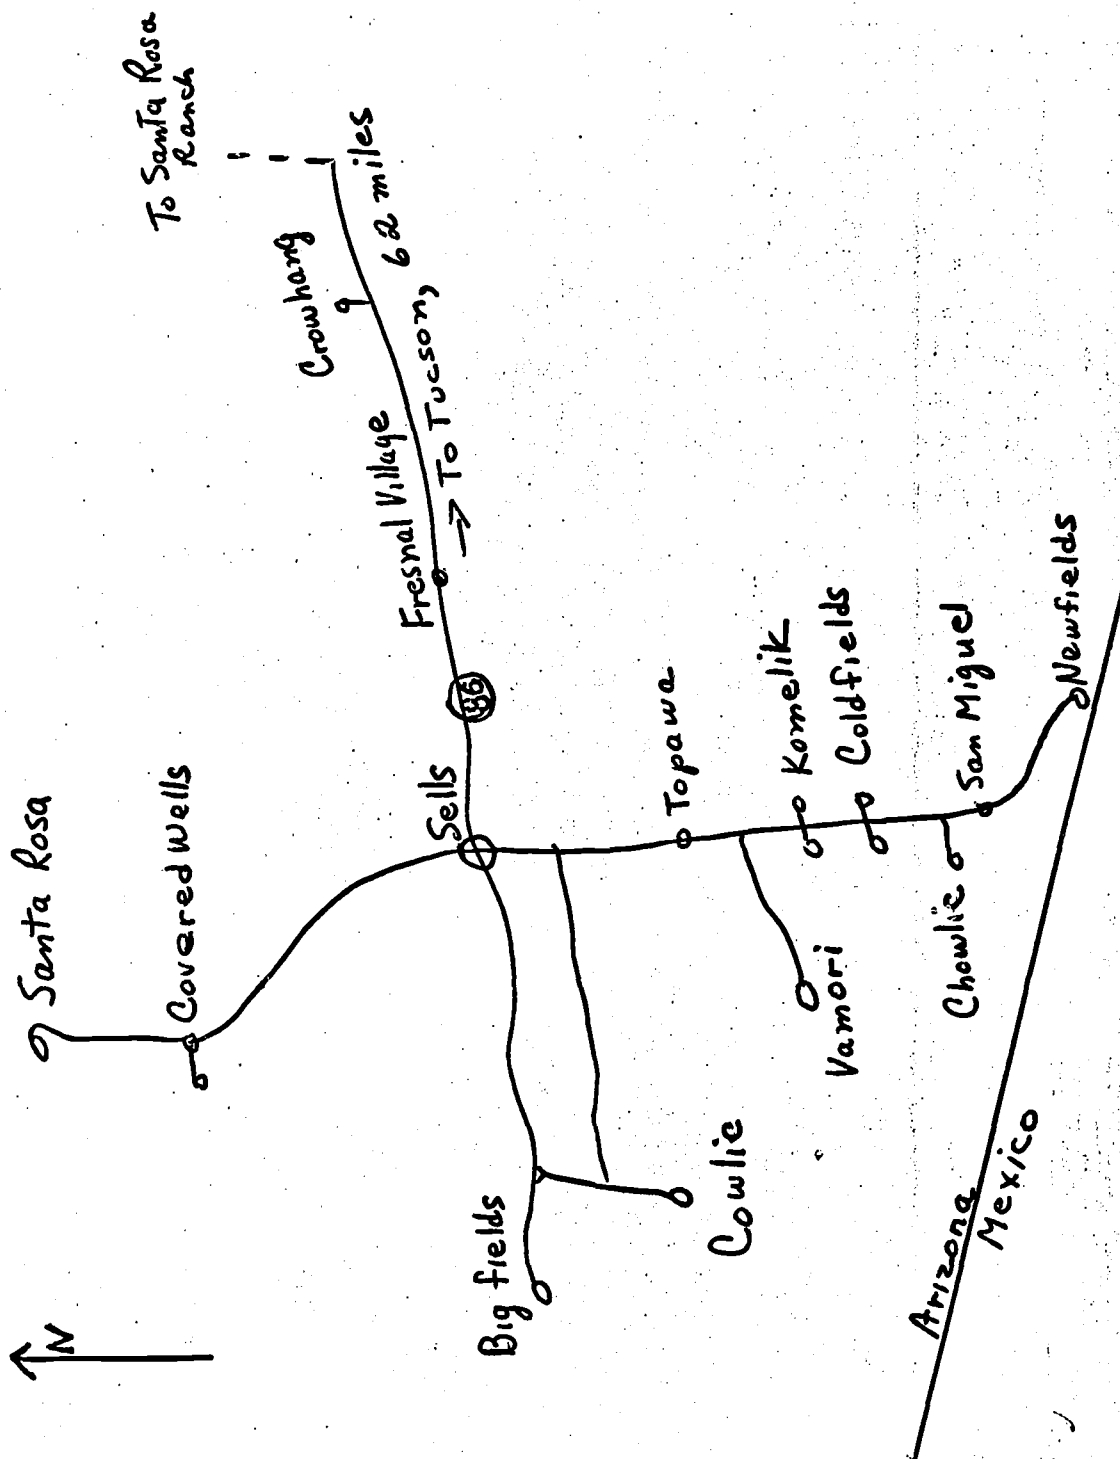 N
Santa Rosa
Covered Wells
To Santa Rosa
Ranch
Crowhang
Fresnal Village
→ To Tucson, 62 miles
86
Sells
Big fields
Cowlic
Topawa
Vamori
Komelik
Coldfields
Chowlic
San Miguel
Newfields
Arizona
Mexico